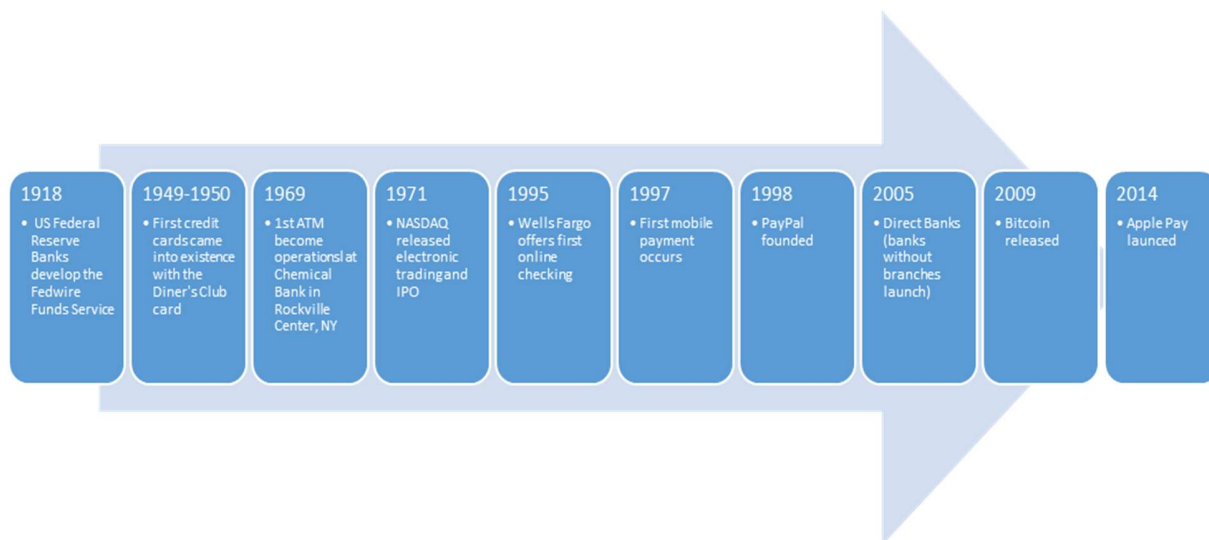 1918
• US Federal
Reserve
Banks
develop the
Fedwire
Funds Service
1949-1950
• First credit
cards came
into existence
with the
Diner's Club
card
1969
• 1st ATM
become
operational at
Chemical
Bank in
Rockville
Center, NY
1971
• NASDAQ
released
electronic
trading and
IPO
1995
• Wells Fargo
offers first
online
checking
1997
• First mobile
payment
occurs
1998
• PayPal
founded
2005
• Direct Banks
(banks
without
branches
launch)
2009
• Bitcoin
released
2014
• Apple Pay
launced